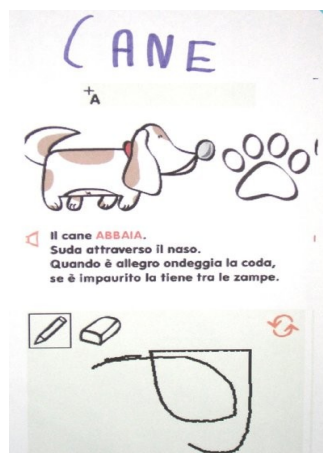 CANE
+A
Il cane ABBAIA.
Suda attraverso il naso.
Quando è allegro ondeggia la coda,
se è impaurito la tiene tra le zampe.